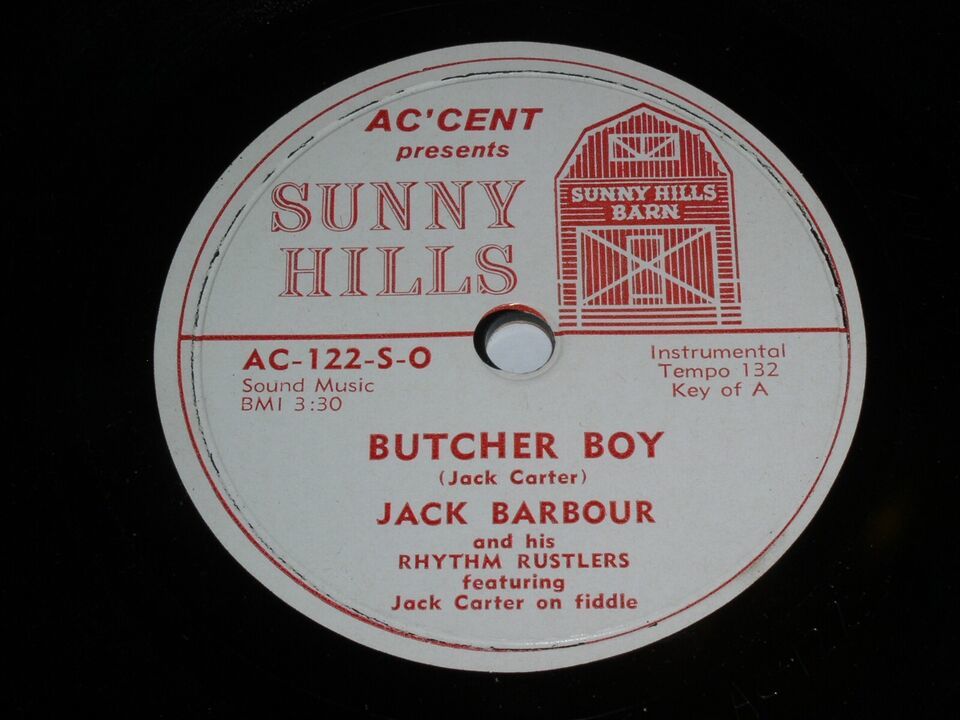 AC'CENT
presents
SUNNY
HILLS
SUNNY HILLS
BARN
AC-122-S-O
Sound Music
BMI 3:30
Instrumental
Tempo 132
Key of A
BUTCHER BOY
(Jack Carter)
JACK BARBOUR
and his
RHYTHM RUSTLERS
featuring
Jack Carter on fiddle